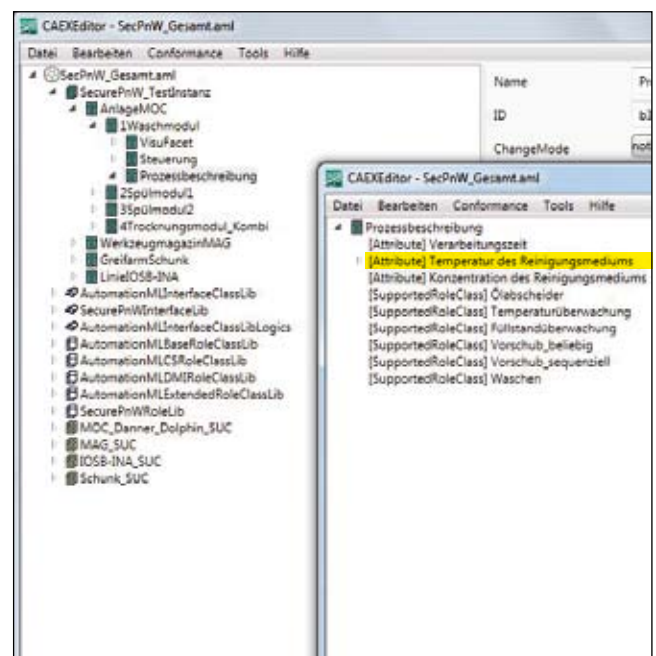 CAEXEditor - SecPnW_Gesamt.aml
Datei Bearbeiten Conformance Tools Hilfe
SecPnW_Gesamt.aml
SecurePnW_TestInstanz
AnlageMOC
1Waschmodul
VisuFacet
Steuerung
Prozessbeschreibung
2Spülmodul1
3Spülmodul2
4Trocknungsmodul_Kombi
WerkzeugmagazinMAG
GreifarmSchunk
LinieIOSB-INA
AutomationMLInterfaceClassLib
SecurePnWInterfaceLib
AutomationMLInterfaceClassLibLogics
AutomationMLBaseRoleClassLib
AutomationMLCSRoleClassLib
AutomationMLDMIRoleClassLib
AutomationMLExtendedRoleClassLib
SecurePnWRoleLib
MOC_Danner_Dolphin_SUC
MAG_SUC
IOSB-INA_SUC
Schunk_SUC
Name
ID
ChangeMode
CAEXEditor - SecPnW_Gesamt.aml
Datei Bearbeiten Conformance Tools Hilfe
Prozessbeschreibung
[Attribute] Verarbeitungszeit
[Attribute] Temperatur des Reinigungsmediums
[Attribute] Konzentration des Reinigungsmediums
[SupportedRoleClass] Ölabscheider
[SupportedRoleClass] Temperaturüberwachung
[SupportedRoleClass] Füllstandüberwachung
[SupportedRoleClass] Vorschub_beliebig
[SupportedRoleClass] Vorschub_sequenziell
[SupportedRoleClass] Waschen